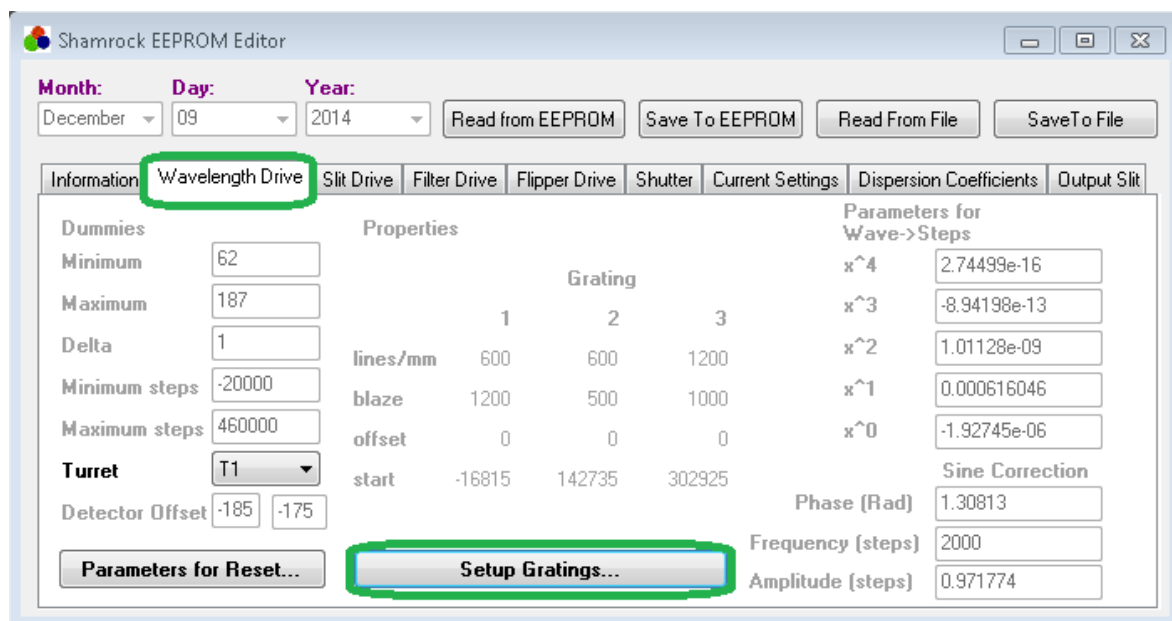 Shamrock EEPROM Editor
Month: Day: Year:
December 09 2014 Read from EEPROM Save To EEPROM Read From File SaveTo File
Information Wavelength Drive Slit Drive Filter Drive Flipper Drive Shutter Current Settings Dispersion Coefficients Output Slit
Dummies Properties Parameters for
Wave->Steps
Minimum 62 Grating x^4 2.74499e-16
Maximum 187 1 2 3 x^3 -8.94198e-13
Delta 1 lines/mm 600 600 1200 x^2 1.01128e-09
Minimum steps -20000 blaze 1200 500 1000 x^1 0.000616046
Maximum steps 460000 offset 0 0 0 x^0 -1.92745e-06
Turret T1 start -16815 142735 302925 Sine Correction
Detector Offset -185 -175 Phase (Rad) 1.30813
Frequency (steps) 2000
Parameters for Reset... Setup Gratings... Amplitude (steps) 0.971774